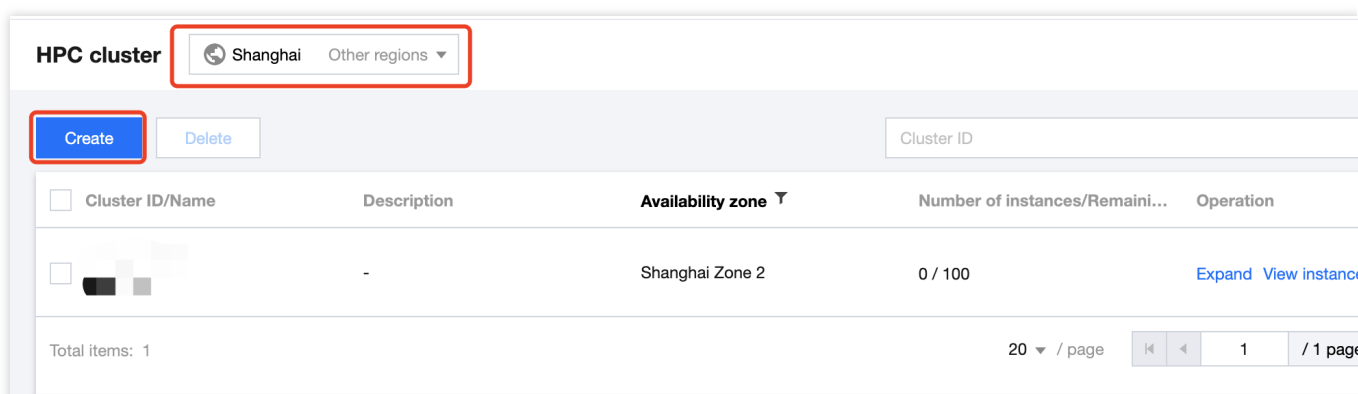 HPC cluster Shanghai Other regions
Create Delete Cluster ID
Cluster ID/Name Description Availability zone Number of instances/Remaini... Operation
- Shanghai Zone 2 0 / 100 Expand View instance
Total items: 1 20 / page 1 / 1 page